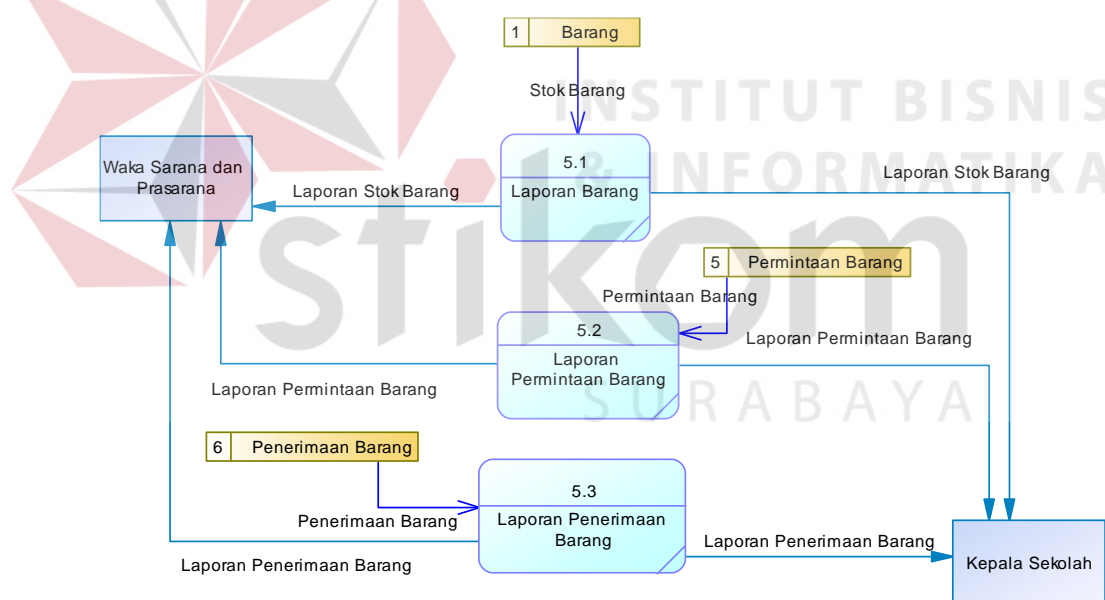 1 Barang
Stok Barang
INSTITUT BISNIS
& INFORMATIKA
stikom
SURABAYA
Waka Sarana dan
Prasarana
Laporan Stok Barang
5.1
Laporan Barang
Laporan Stok Barang
5 Permintaan Barang
Permintaan Barang
5.2
Laporan
Permintaan Barang
Laporan Permintaan Barang
Laporan Permintaan Barang
6 Penerimaan Barang
Penerimaan Barang
5.3
Laporan Penerimaan
Barang
Laporan Penerimaan Barang
Laporan Penerimaan Barang
Kepala Sekolah